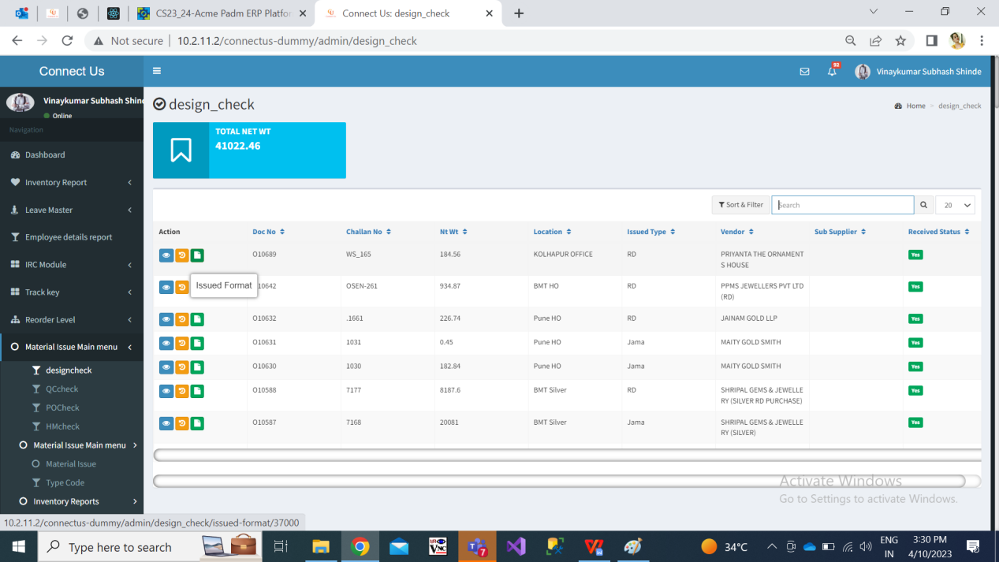 CS23_24-Acme Padm ERP Platfor
Connect Us: design_check
Not secure
10.2.11.2/connectus-dummy/admin/design_check
Connect Us
92
Vinaykumar Subhash Shinde
Vinaykumar Subhash Shind
Online
Navigation
Dashboard
Inventory Report
Leave Master
Employee details report
IRC Module
Track key
Reorder Level
Material Issue Main menu
designcheck
QCcheck
POCheck
HMcheck
Material Issue Main menu
Material Issue
Type Code
Inventory Reports
design_check
Home > design_check
TOTAL NET WT
41022.46
Sort & Filter
Search
20
Action Doc No Challan No Nt Wt Location Issued Type Vendor Sub Supplier Received Status
O10689 WS_165 184.56 KOLHAPUR OFFICE RD PRIYANTA THE ORNAMENT Yes
S HOUSE
Issued Format
10642 OSEN-261 934.87 BMT HO RD PPMS JEWELLERS PVT LTD Yes
(RD)
O10632 .1661 226.74 Pune HO RD JAINAM GOLD LLP Yes
O10631 1031 0.45 Pune HO Jama MAITY GOLD SMITH Yes
O10630 1030 182.84 Pune HO Jama MAITY GOLD SMITH Yes
O10588 7177 8187.6 BMT Silver RD SHRIPAL GEMS & JEWELLE Yes
RY (SILVER RD PURCHASE)
O10587 7168 20081 BMT Silver Jama SHRIPAL GEMS & JEWELLE Yes
RY (SILVER)
Activate Windows
Go to Settings to activate Windows.
10.2.11.2/connectus-dummy/admin/design_check/issued-format/37000
Type here to search
VNC
7
34°C
ENG
IN
3:30 PM
4/10/2023